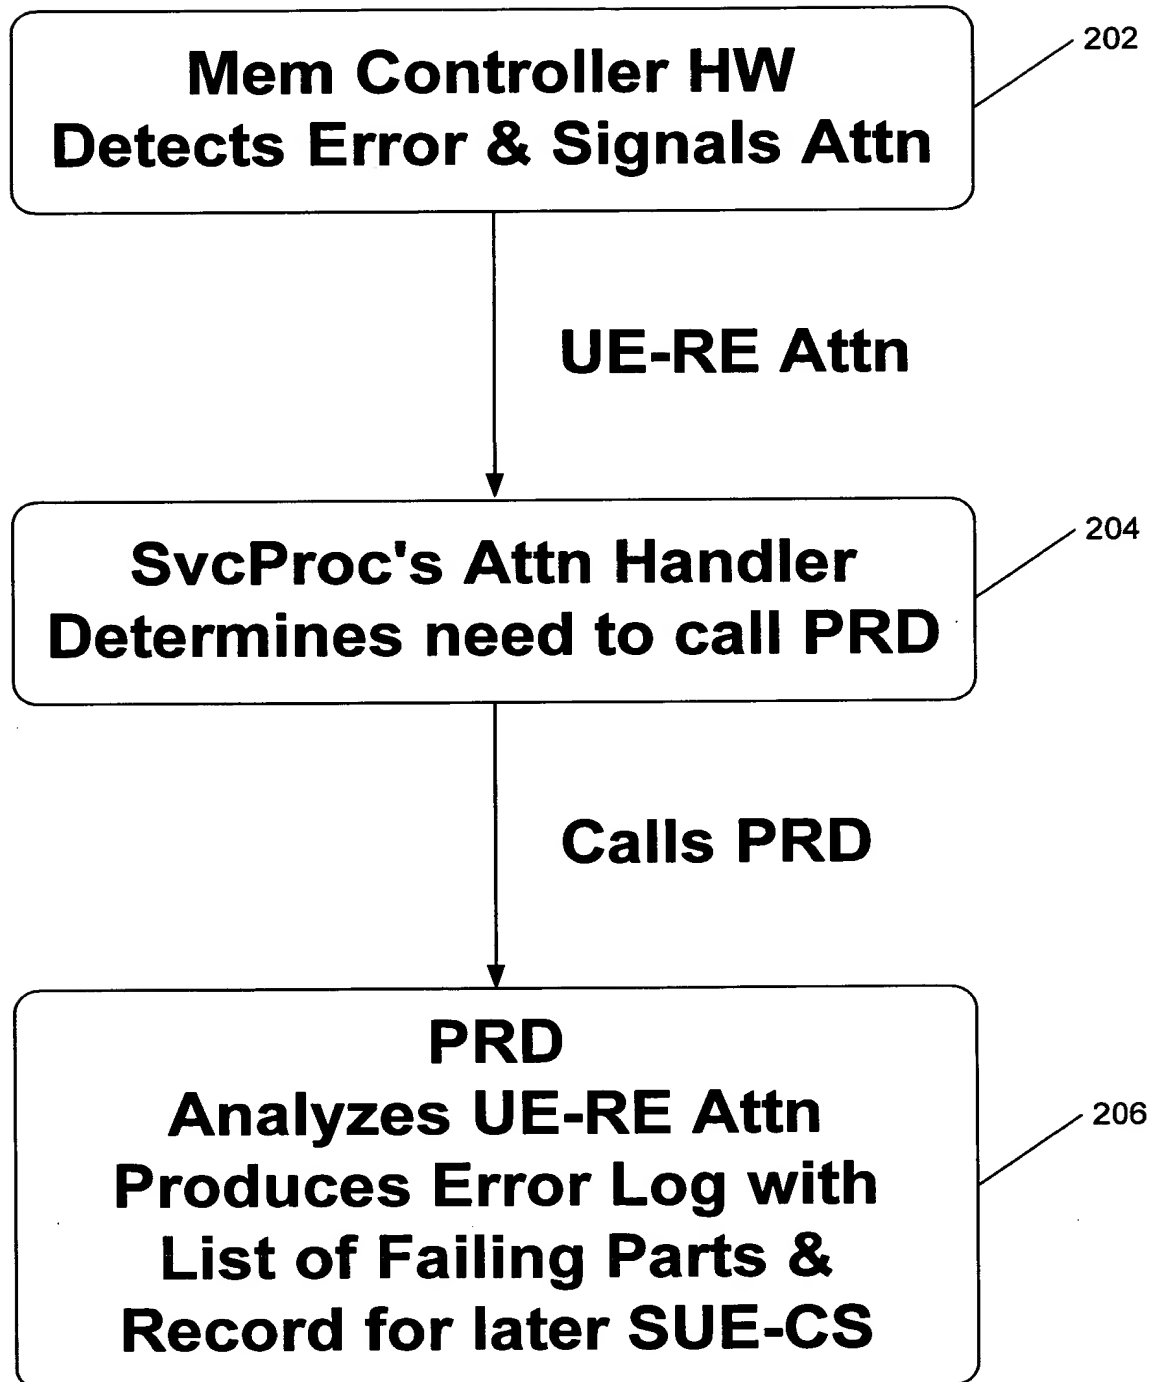 Mem Controller HW
Detects Error & Signals Attn
202
UE-RE Attn
SvcProc's Attn Handler
Determines need to call PRD
204
Calls PRD
PRD
Analyzes UE-RE Attn
Produces Error Log with
List of Failing Parts &
Record for later SUE-CS
206